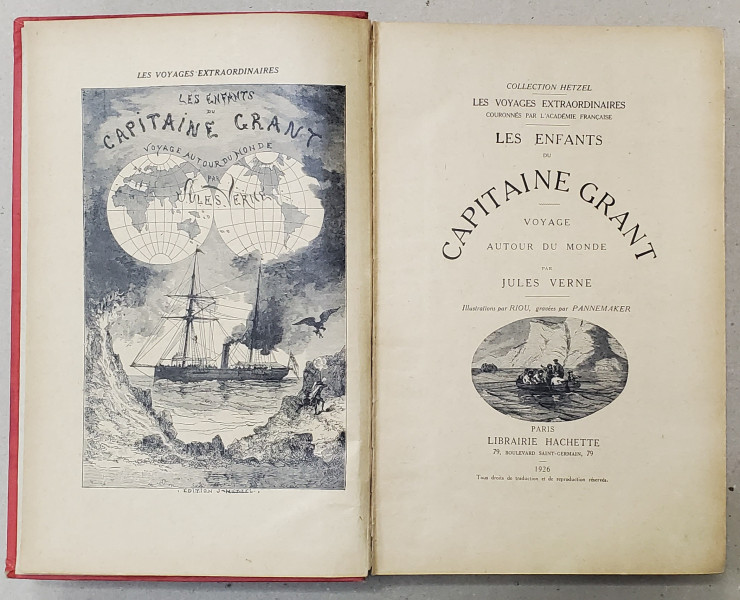 LES VOYAGES EXTRAORDINAIRES
LES ENFANTS
DU
CAPITAINE GRANT
VOYAGE AUTOUR DU MONDE
PAR
JULES VERNE
EDITION J. HETZEL
COLLECTION HETZEL
LES VOYAGES EXTRAORDINAIRES
COURONNÉS PAR L'ACADÉMIE FRANÇAISE
LES ENFANTS
DU
CAPITAINE GRANT
VOYAGE
AUTOUR DU MONDE
PAR
JULES VERNE
Illustrations par RIOU, gravées par PANNEMAKER
PARIS
LIBRAIRIE HACHETTE
79, BOULEVARD SAINT-GERMAIN, 79
1926
Tous droits de traduction et de reproduction réservés.